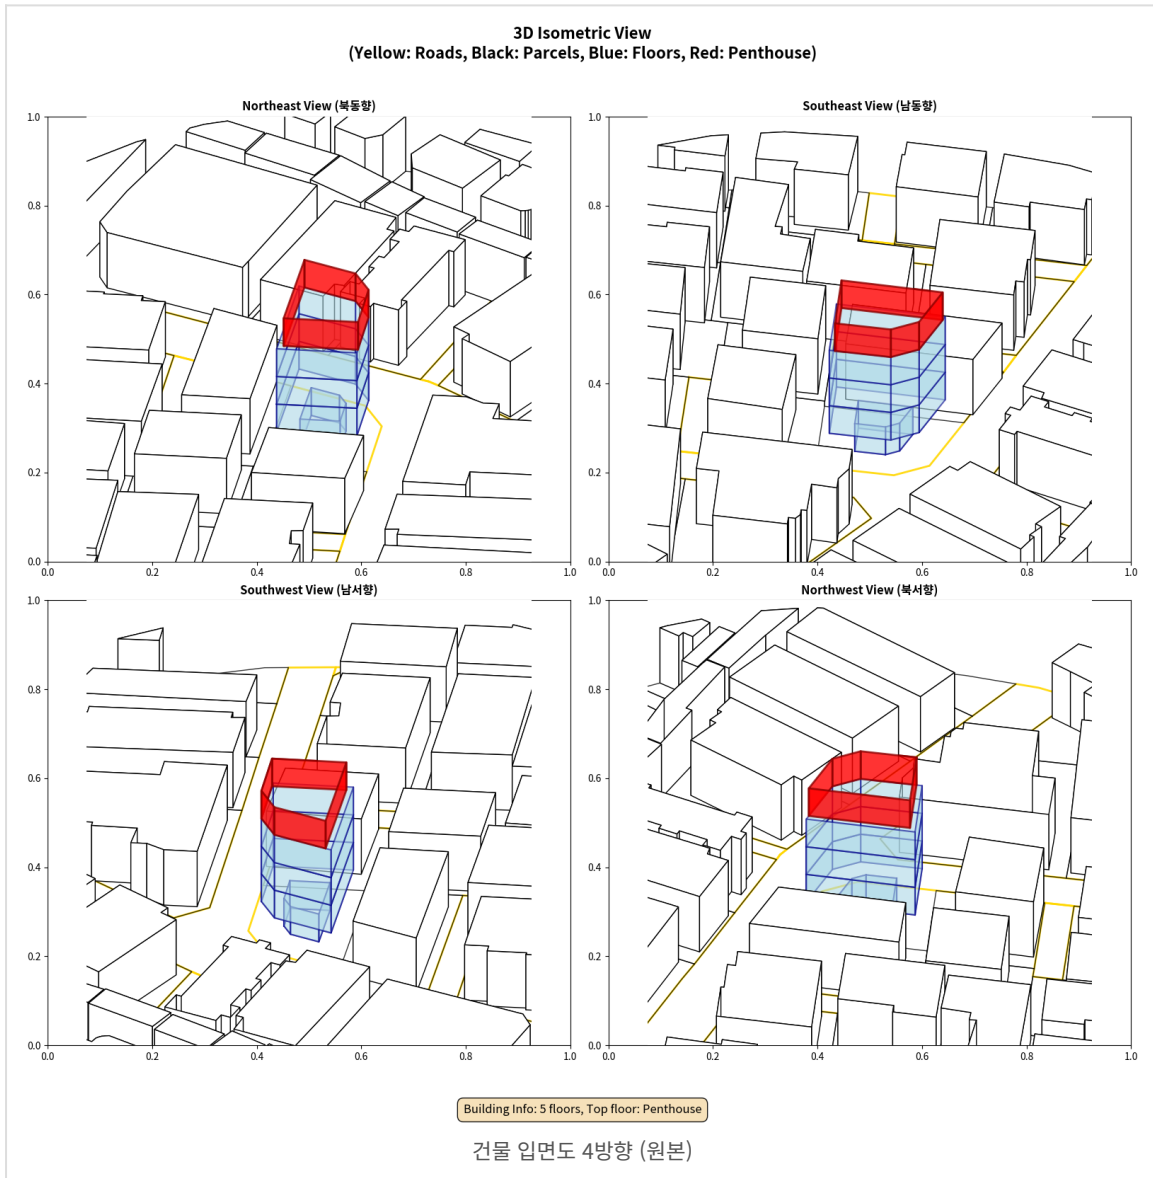 3D Isometric View
(Yellow: Roads, Black: Parcels, Blue: Floors, Red: Penthouse)
Northeast View (북동향)
1.0
0.8
0.6
0.4
0.2
0.0
0.0 0.2 0.4 0.6 0.8 1.0
Southeast View (남동향)
1.0
0.8
0.6
0.4
0.2
0.0
0.0 0.2 0.4 0.6 0.8 1.0
Southwest View (남서향)
1.0
0.8
0.6
0.4
0.2
0.0
0.0 0.2 0.4 0.6 0.8 1.0
Northwest View (북서향)
1.0
0.8
0.6
0.4
0.2
0.0
0.0 0.2 0.4 0.6 0.8 1.0
Building Info: 5 floors, Top floor: Penthouse
건물 입면도 4방향 (원본)